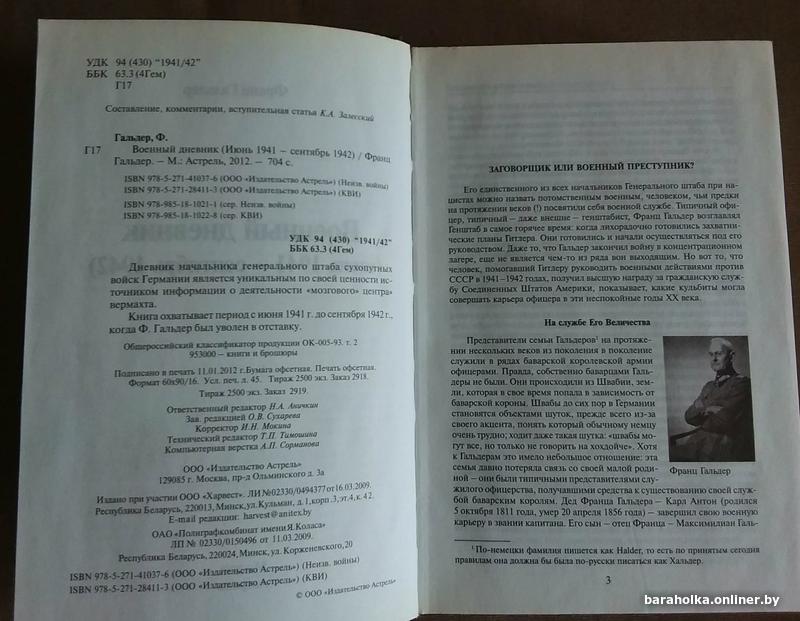 УДК 94 (430) "1941/42"
ББК 63.3 (4Гем)
Г17
Составление, комментарии, вступительная статья К.А. Залесский
Гальдер, Ф.
Г17 Военный дневник (Июнь 1941 – сентябрь 1942) / Франц
Гальдер. – М.: Астрель, 2012. – 704 с.
ISBN 978-5-271-41037-6 (ООО «Издательство Астрель») (Неизв. войны)
ISBN 978-5-271-28411-3 (ООО «Издательство Астрель») (КВИ)
ISBN 978-985-18-1021-1 (сер. Неизв. войны)
ISBN 978-985-18-1022-8 (сер. КВИ)
УДК 94 (430) "1941/42"
ББК 63.3 (4Гем)
Дневник начальника генерального штаба сухопутных
войск Германии является уникальным по своей ценности ис-
точником информации о деятельности «мозгового» центра
вермахта.
Книга охватывает период с июня 1941 г. до сентября 1942 г.,
когда Ф. Гальдер был уволен в отставку.
Общероссийский классификатор продукции ОК-005-93. т. 2
953000 – книги и брошюры
Подписано в печать 11.01.2012 г. Бумага офсетная. Печать офсетная.
Формат 60х90/16. Усл. печ. л. 45. Тираж 2500 экз. Заказ 2918.
Тираж 2500 экз. Заказ 2919.
Ответственный редактор Н.А. Аничкин
Зав. редакцией О.В. Сухарева
Корректор И.Н. Мокина
Технический редактор Т.П. Тимошина
Компьютерная верстка А.П. Сорманова
ООО «Издательство Астрель»
129085 г. Москва, пр-д Ольминского д. 3а
Издано при участии ООО «Харвест». ЛИ №02330/0494377 от 16.03.2009.
Республика Беларусь, 220013, Минск, ул. Кульман, д. 1, корп. 3, эт. 4, к. 42.
E-mail редакции: harvest@anitex.by
ОАО «Полиграфкомбинат имени Я. Коласа»
ЛП № 02330/0150496 от 11.03.2009.
Республика Беларусь, 220024, Минск, ул. Корженевского, 20
ISBN 978-5-271-41037-6 (ООО «Издательство Астрель») (Неизв. войны)
ISBN 978-5-271-28411-3 (ООО «Издательство Астрель») (КВИ)
© ООО «Издательство Астрель»
ЗАГОВОРЩИК ИЛИ ВОЕННЫЙ ПРЕСТУПНИК?
Его единственного из всех начальников Генерального штаба при на-
цистах можно назвать потомственным военным, человеком, чьи предки
на протяжении веков (!) посвятили себя военной службе. Типичный офи-
цер, типичный – даже внешне – генштабист, Франц Гальдер возглавлял
Генштаб в самое горячее время: когда лихорадочно готовились захватни-
ческие планы Гитлера. Они готовились и начали осуществляться под его
руководством. Даже то, что Гальдер закончил войну в концентрационном
лагере, еще не является чем-то из ряда вон выходящим. Но вот то, что
человек, помогавший Гитлеру руководить военными действиями против
СССР в 1941–1942 годах, получил высшую награду за гражданскую служ-
бу Соединенных Штатов Америки, показывает, какие кульбиты могла
совершать карьера офицера в эти неспокойные годы XX века.
На службе Его Величества
Представители семьи Гальдеров¹ на протяже-
нии нескольких веков из поколения в поколение
служили в рядах баварской королевской армии
офицерами. Правда, собственно баварцами Галь-
деры не были. Они происходили из Швабии, зем-
ли, которая в свое время попала в зависимость от
баварской короны. Швабы до сих пор в Германии
становятся объектами шуток, прежде всего из-за
своего акцента, понять который обычному немцу
очень трудно; ходит даже такая шутка: «швабы мо-
гут все, но только не говорить на хохдойче». Хотя
к Гальдерам это имело небольшое отношение: эта
семья давно потеряла связь со своей малой роди-
ной – они были типичными представителями слу-
жилого офицерства, получавшими средства к существованию своей службой
баварским королям. Дед Франца Гальдера – Карл Антон (родился
5 октября 1811 года, умер 20 апреля 1856 года) – завершил свою военную
карьеру в звании капитана. Его сын – отец Франца – Максимилиан Галь-
Франц Гальдер
¹ По-немецки фамилия пишется как Halder, то есть по принятым сегодня
правилам она должна бы была по-русски писаться как Хальдер.
3
baraholka.onliner.by